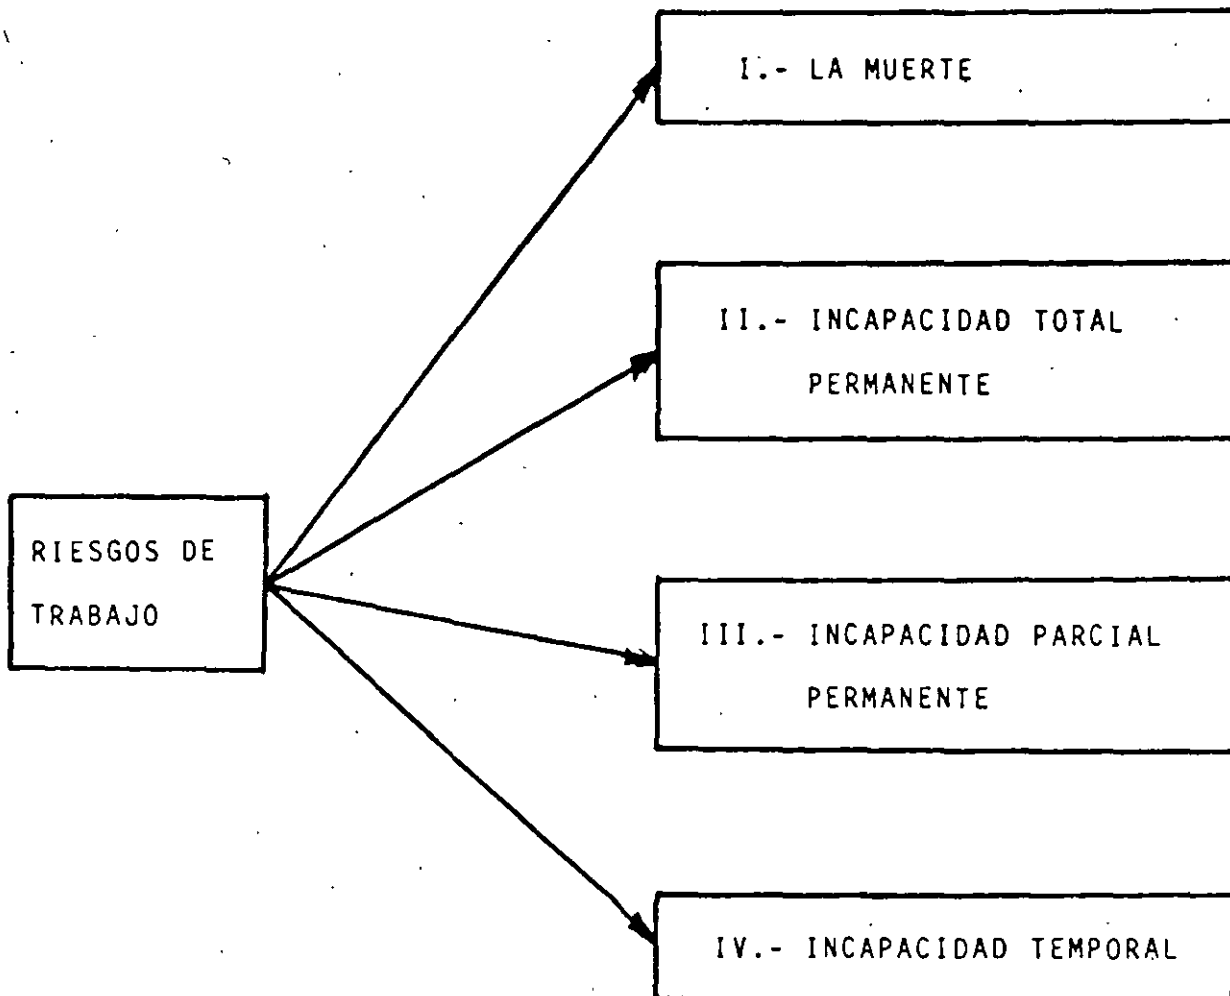 I.- LA MUERTE
II.- INCAPACIDAD TOTAL
PERMANENTE
RIESGOS DE
TRABAJO
III.- INCAPACIDAD PARCIAL
PERMANENTE
IV.- INCAPACIDAD TEMPORAL